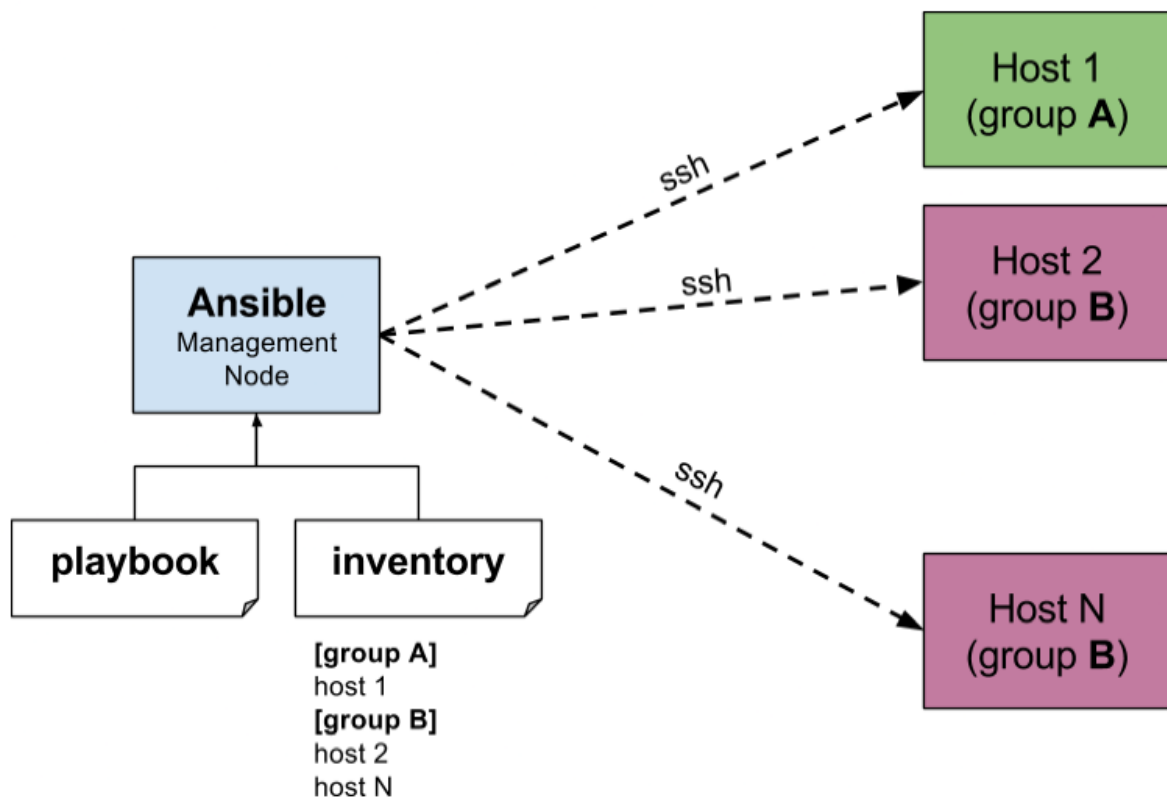 Host 1
(group A)
ssh
Host 2
(group B)
ssh
Ansible
Management
Node
ssh
playbook
inventory
Host N
(group B)
[group A]
host 1
[group B]
host 2
host N